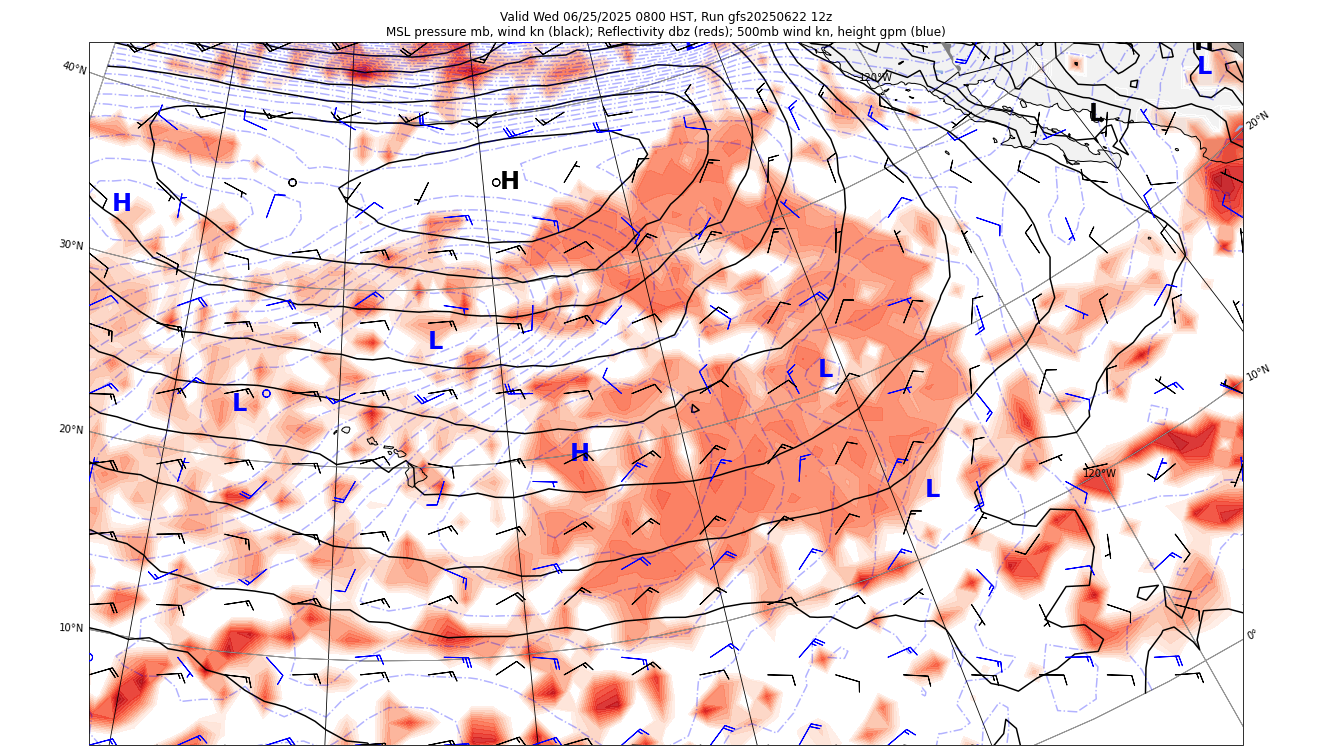 Valid Wed 06/25/2025 0800 HST, Run gfs20250622 12z
MSL pressure mb, wind kn (black); Reflectivity dbz (reds); 500mb wind kn, height gpm (blue)
H
L
40°N
120°W
L
20°N
H
H
30°N
L
L
10°N
L
20°N
H
120°W
L
10°N
0°